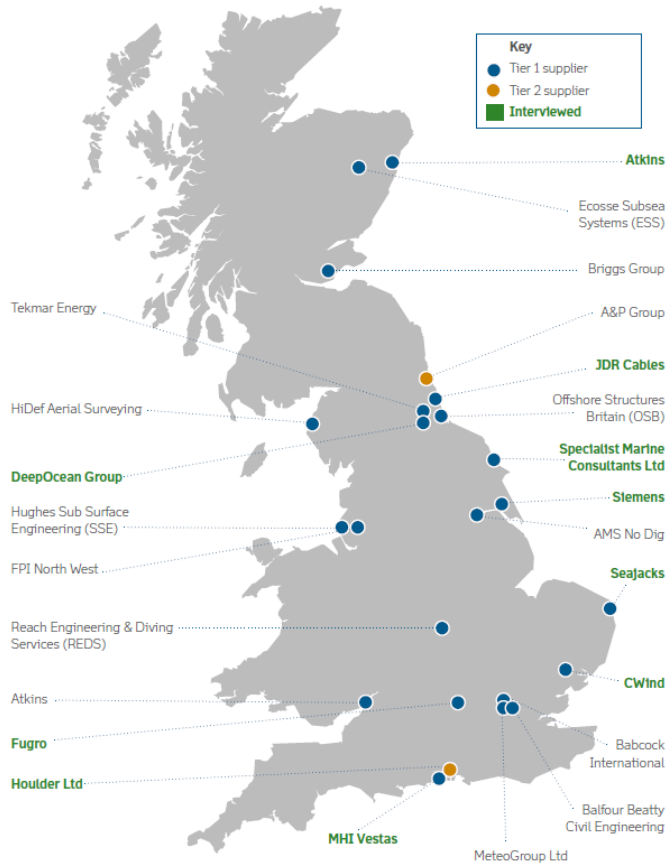 Key
Tier 1 supplier
Tier 2 supplier
Interviewed
Atkins
Ecosse Subsea
Systems (ESS)
Briggs Group
Tekmar Energy
A&P Group
JDR Cables
HiDef Aerial Surveying
Offshore Structures
Britain (OSB)
DeepOcean Group
Specialist Marine
Consultants Ltd
Siemens
Hughes Sub Surface
Engineering (SSE)
AMS No Dig
FPI North West
Seajacks
Reach Engineering & Diving
Services (REDS)
CWind
Atkins
Fugro
Babcock
International
Houlder Ltd
Balfour Beatty
Civil Engineering
MHI Vestas
MeteoGroup Ltd